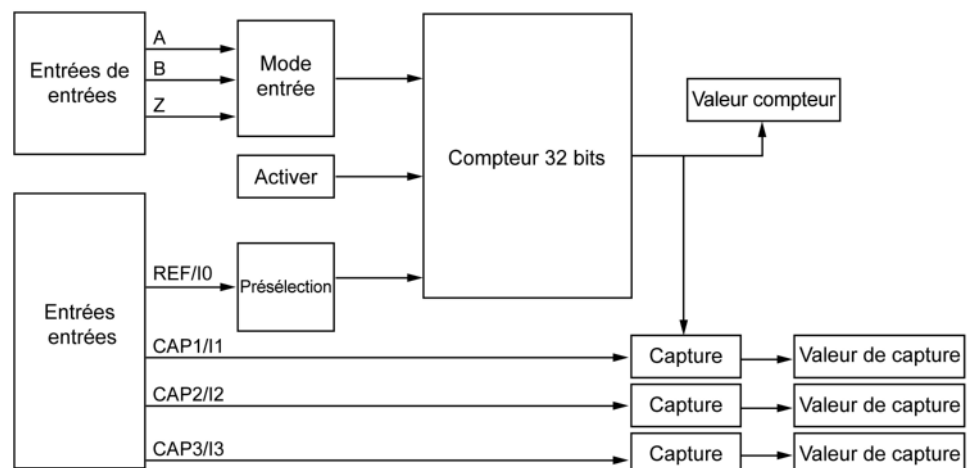 Entrées de
entrées
A
B
Z
Mode
entrée
Activer
Compteur 32 bits
Valeur compteur
Entrées
entrées
REF/I0
Présélection
CAP1/I1
Capture
Valeur de capture
CAP2/I2
Capture
Valeur de capture
CAP3/I3
Capture
Valeur de capture